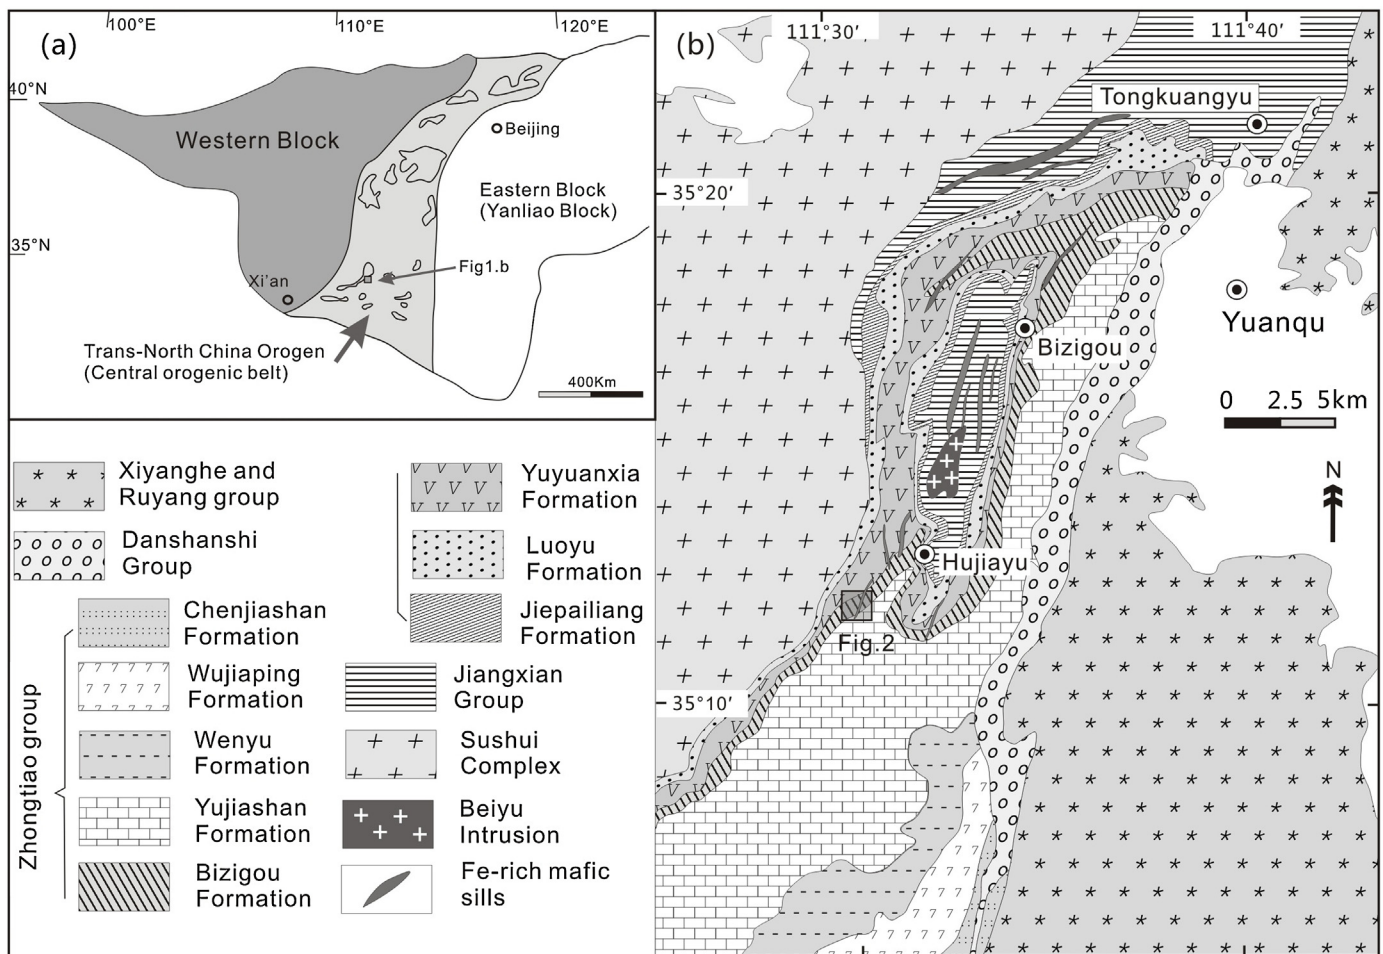 (a)
100°E
110°E
120°E
40°N
35°N
Western Block
Beijing
Eastern Block
(Yanliao Block)
Fig1.b
Xi'an
Trans-North China Orogen
(Central orogenic belt)
400Km
Xiyanghe and
Ruyang group
Danshanshi
Group
Zhongtiao group
Chenjiashan
Formation
Wujiaping
Formation
Wenyu
Formation
Yujiashan
Formation
Bizigou
Formation
Yuyuanxia
Formation
Luoyu
Formation
Jiepailiang
Formation
Jiangxian
Group
Sushui
Complex
Beiyu
Intrusion
Fe-rich mafic
sills
(b)
111°30′
111°40′
Tongkuangyu
35°20′
Yuanqu
Bizigou
0 2.5 5km
N
Hujiayu
Fig.2
35°10′